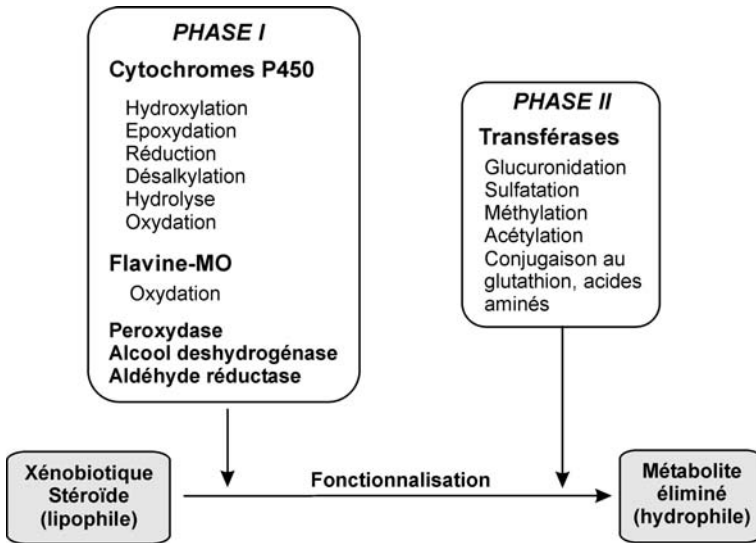 PHASE I
Cytochromes P450
Hydroxylation
Epoxydation
Réduction
Désalkylation
Hydrolyse
Oxydation
Flavine-MO
Oxydation
Peroxydase
Alcool deshydrogénase
Aldéhyde réductase
PHASE II
Transférases
Glucuronidation
Sulfatation
Méthylation
Acétylation
Conjugaison au
glutathion, acides
aminés
Xénobiotique
Stéroïde
(lipophile)
Fonctionnalisation
Métabolite
éliminé
(hydrophile)